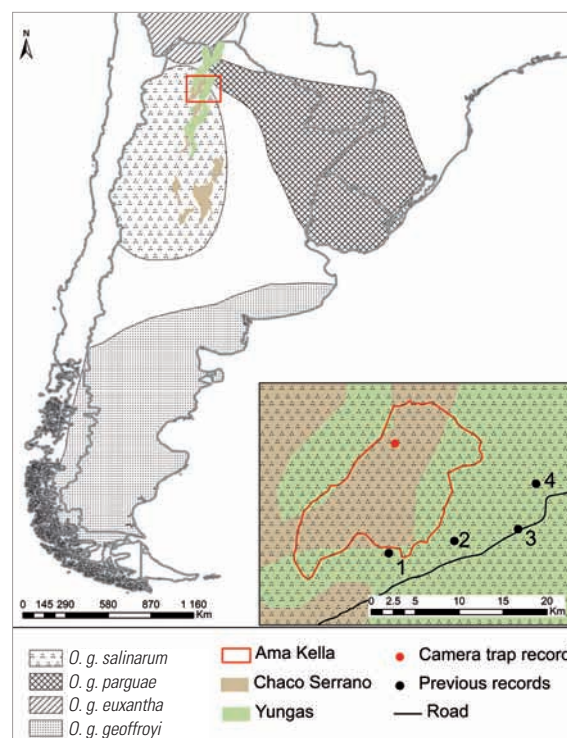 N
4
2
3
1
0 145 290 580 870 1 160
Km
0 2.5 5 10 15 20
Km
O. g. salinarum
O. g. parguae
O. g. euxantha
O. g. geoffroyi
Ama Kella
Chaco Serrano
Yungas
Camera trap record
Previous records
Road